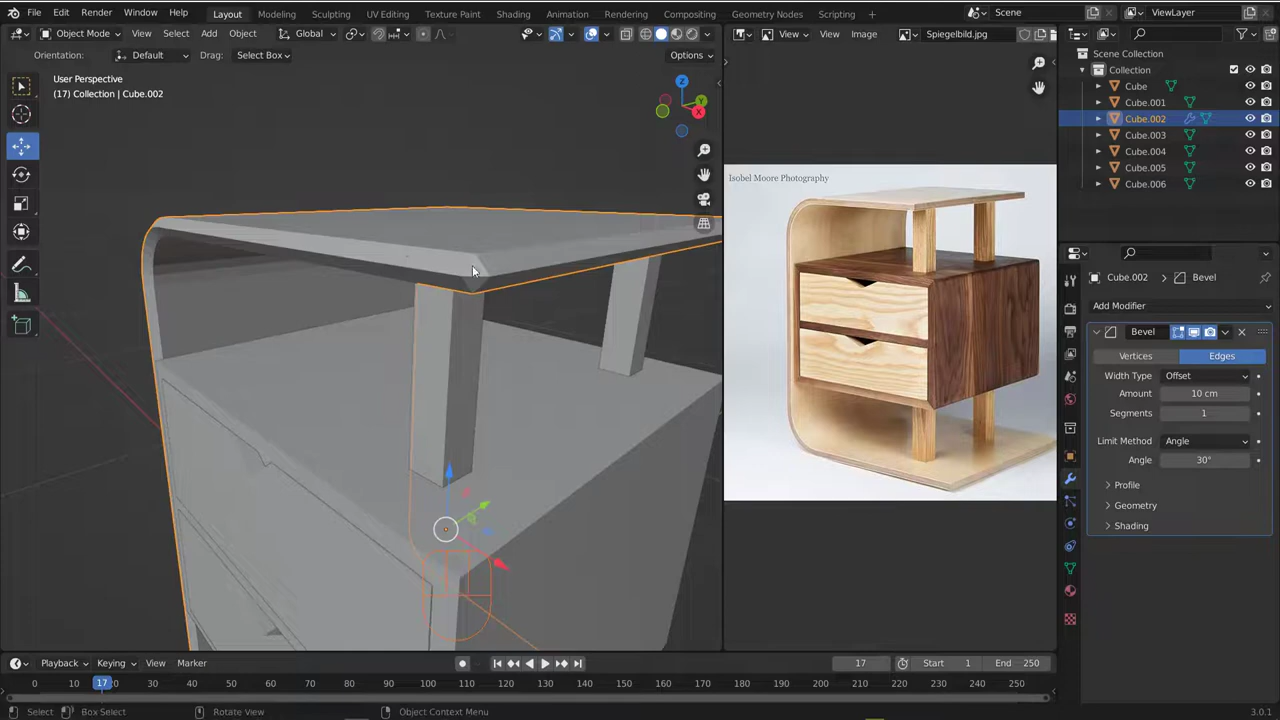 File Edit Render Window Help Layout Modeling Sculpting UV Editing Texture Paint Shading Animation Rendering Compositing Geometry Nodes Scripting + Scene ViewLayer
Object Mode View Select Add Object Global View View Image Spiegelbild.jpg
Orientation: Default Drag: Select Box Options
User Perspective
(17) Collection | Cube.002
Z
Y
X
Isobel Moore Photography
Scene Collection
Collection
Cube
Cube.001
Cube.002
Cube.003
Cube.004
Cube.005
Cube.006
Cube.002 Bevel
Add Modifier
Bevel
Vertices Edges
Width Type Offset
Amount 10 cm
Segments 1
Limit Method Angle
Angle 30°
Profile
Geometry
Shading
Playback Keying View Marker 17 Start 1 End 250
0 10 17 30 40 50 60 70 80 90 100 110 120 130 140 150 160 170 180 190 200 210 220 230 240 250
Select Box Select Rotate View Object Context Menu 3.0.1